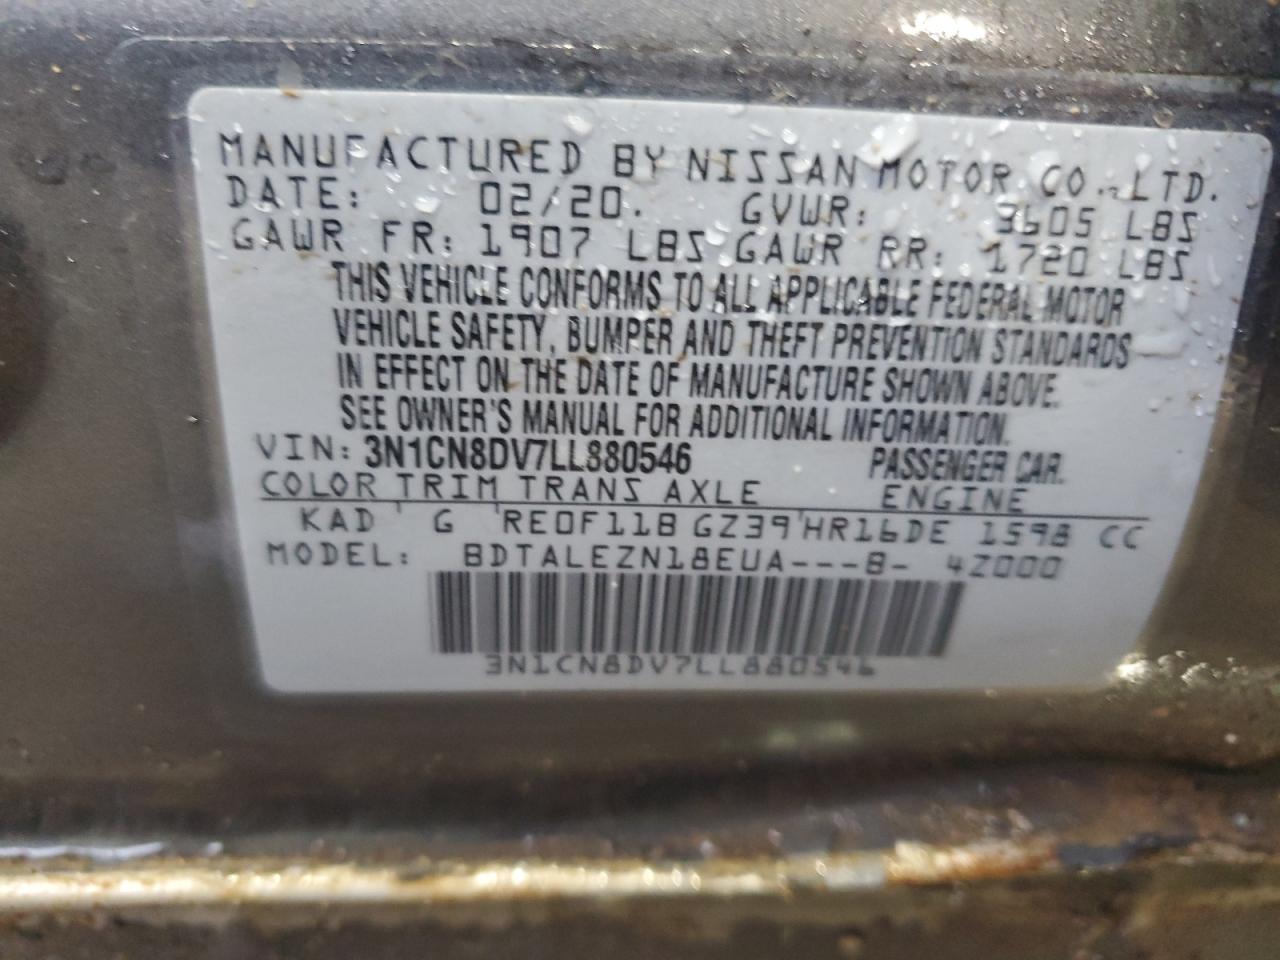 MANUFACTURED BY NISSAN MOTOR CO., LTD.
DATE: 02/20. GVWR: 3605 LBS
GAWR FR: 1907 LBS GAWR RR: 1720 LBS
THIS VEHICLE CONFORMS TO ALL APPLICABLE FEDERAL MOTOR
VEHICLE SAFETY, BUMPER AND THEFT PREVENTION STANDARDS
IN EFFECT ON THE DATE OF MANUFACTURE SHOWN ABOVE.
SEE OWNER'S MANUAL FOR ADDITIONAL INFORMATION.
VIN: 3N1CN8DV7LL880546 PASSENGER CAR.
COLOR TRIM TRANS AXLE ENGINE
KAD ' G 'RE0F11B GZ39'HR16DE 1598 CC
MODEL: BDTALEZN18EUA---B- 4Z000
3N1CN8DV7LL880546